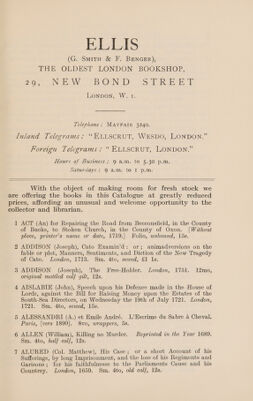 ELLIS
(G. Smith & F. Benger),
THE OLDEST LONDON BOOKSHOP,
29, NEW BOND STREET
London, W. 1.
Telephone: Mayfair 3240.
Inland Telegrams: "Ellscrut, Wesdo, London."
Foreign Telegrams: "Ellscrut, London."
Hours of Business: 9 a.m. to 5.30 p.m.
Saturdays: 9 a.m. to 1 p.m.
With the object of making room for fresh stock we
are offering the books in this Catalogue at greatly reduced
prices, affording an unusual and welcome opportunity to the
collector and librarian.
1 ACT (An) for Repairing the Road from Beconsfield, in the County
of Bucks, to Stoken Church, in the County of Oxon. [Without
place, printer's name or date, 1719.] Folio, unbound, 15s.
2 ADDISON (Joseph), Cato Examin'd: or; animadversions on the
fable or plot, Manners, Sentiments, and Diction of the New Tragedy
of Cato. London, 1713. Sm. 4to, sewed, £1 1s.
3 ADDISON (Joseph), The Free-Holder. London, 1751. 12mo,
original mottled calf gilt, 12s.
4 AISLABIE (John), Speech upon his Defence made in the House of
Lords, against the Bill for Raising Money upon the Estates of the
South-Sea Directors, on Wednesday the 19th of July 1721. London,
1721. Sm. 4to, sewed, 15s.
5 ALESSANDRI (A.) et Emile André. L'Escrime du Sabre à Cheval.
Paris, [vers 1890]. 8vo, wrappers, 5s.
6 ALLEN (William), Killing no Murder. Reprinted in the Year 1689.
Sm. 4to, half calf, 12s.
7 ALURED (Col. Matthew), His Case; or a short Account of his
Sufferings, by long Imprisonment, and the loss of his Regiments and
Garisons; for his faithfulness to the Parliaments Cause and his
Countrey. London, 1659. Sm. 4to, old calf, 12s.